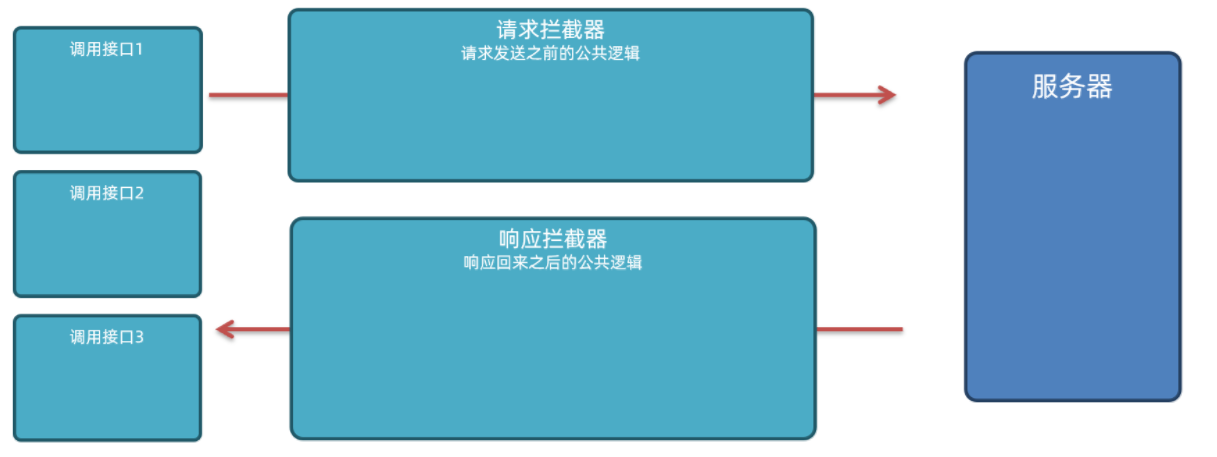 调用接口1
请求拦截器
请求发送之前的公共逻辑
服务器
调用接口2
响应拦截器
响应回来之后的公共逻辑
调用接口3